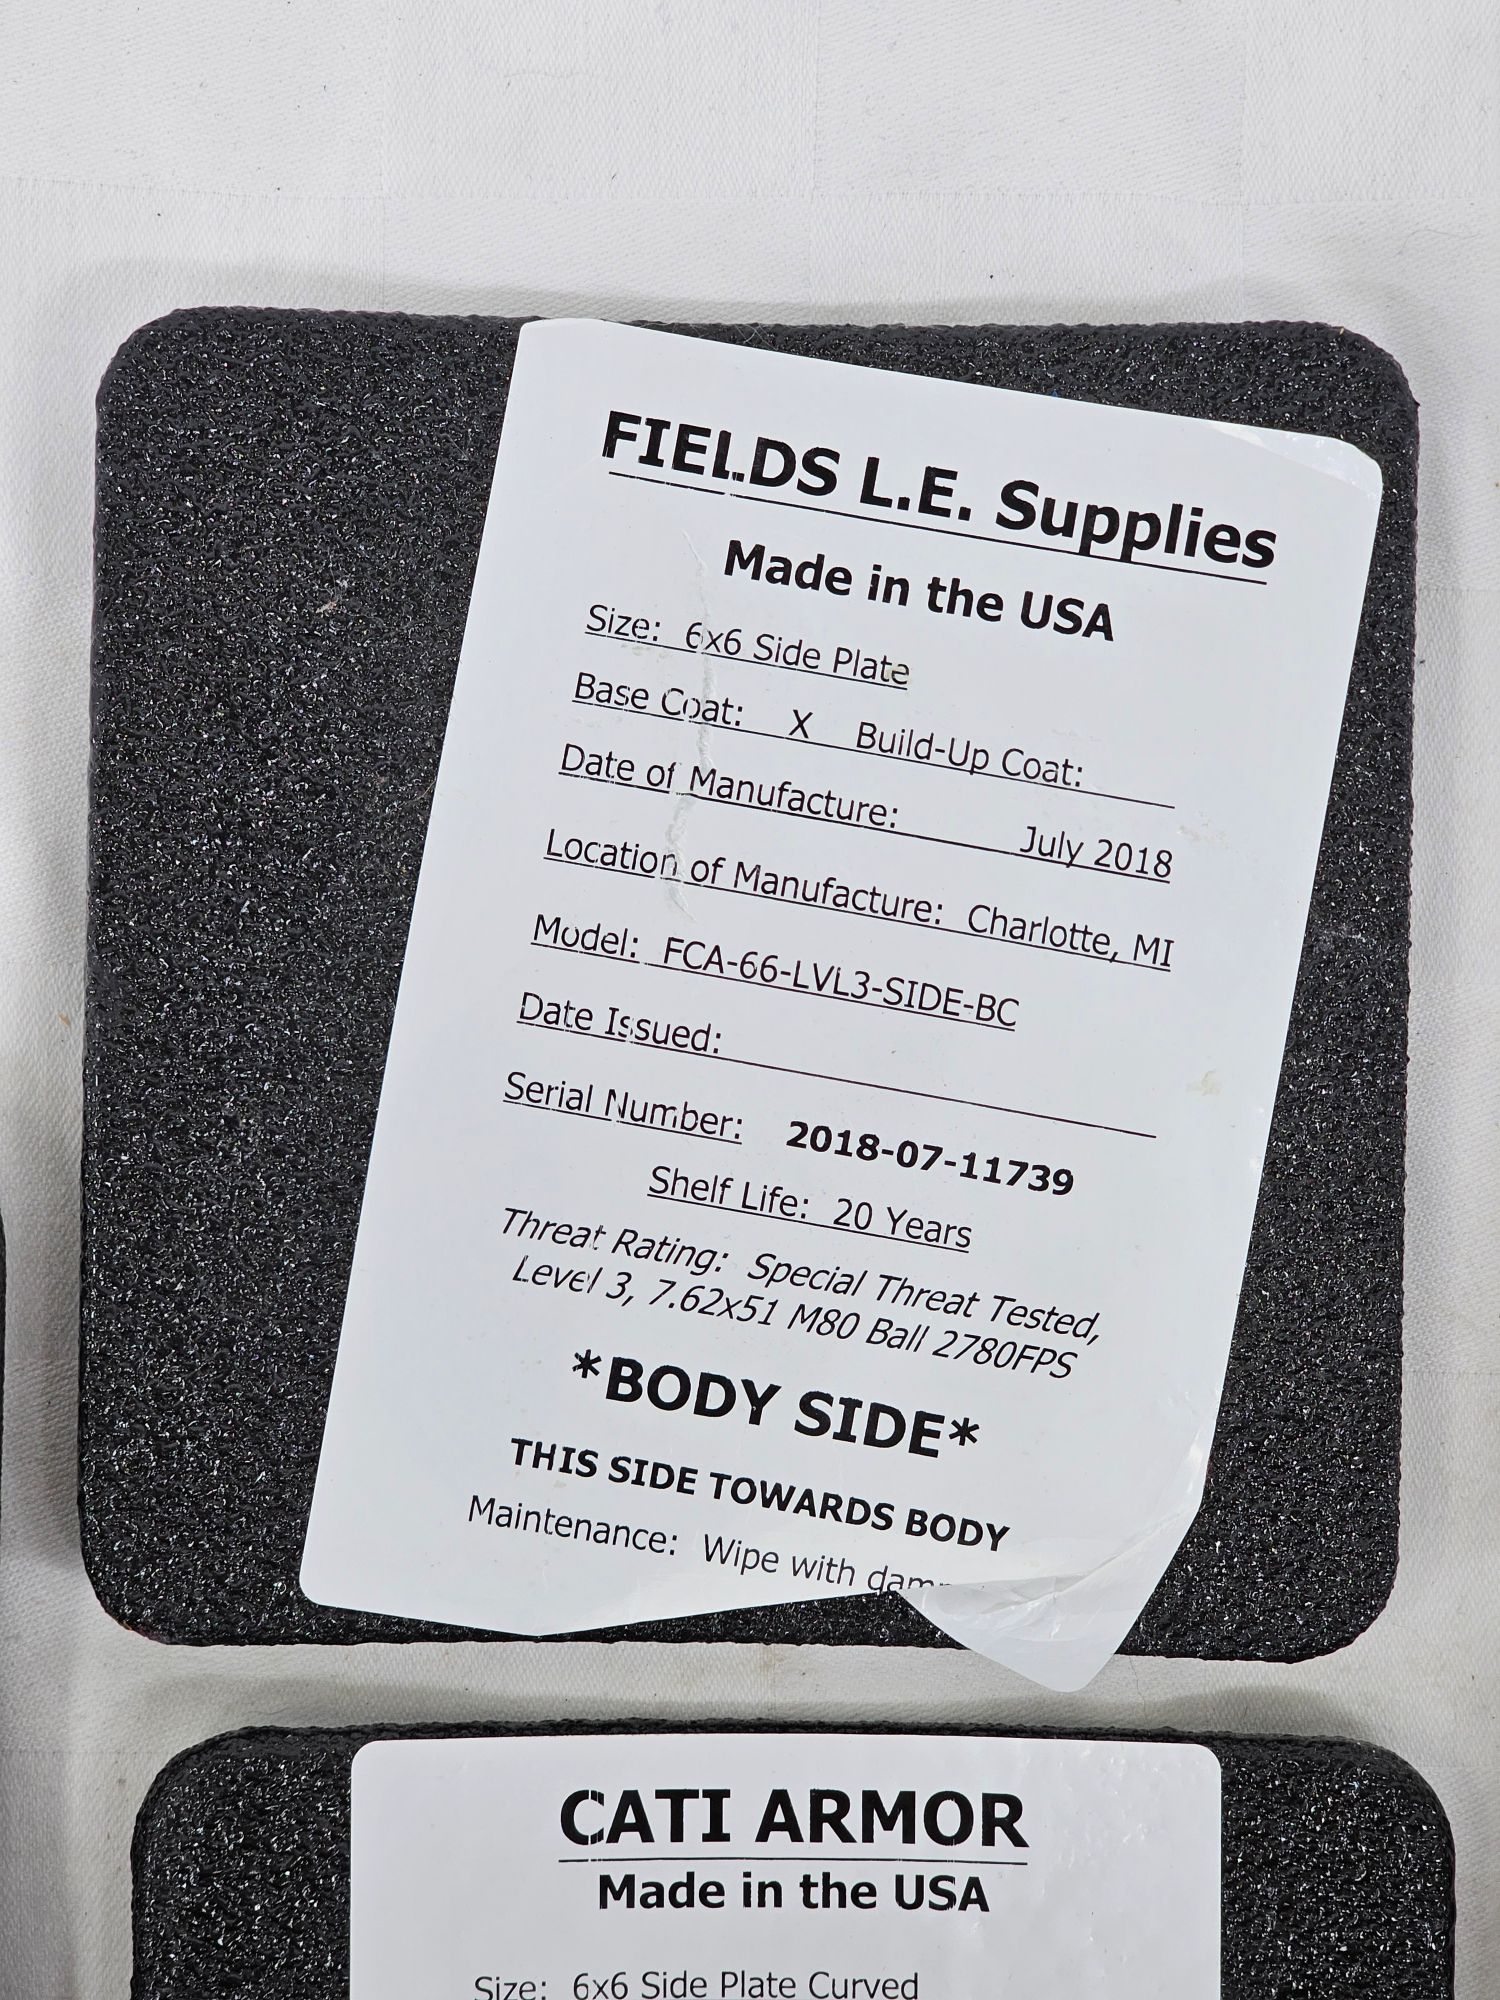 FIELDS L.E. Supplies
Made in the USA
Size: 6x6 Side Plate
Base Coat: X Build-Up Coat:
Date of Manufacture: July 2018
Location of Manufacture: Charlotte, MI
Model: FCA-66-LVL3-SIDE-BC
Date Issued:
Serial Number: 2018-07-11739
Shelf Life: 20 Years
Threat Rating: Special Threat Tested,
Level 3, 7.62x51 M80 Ball 2780FPS
*BODY SIDE*
THIS SIDE TOWARDS BODY
Maintenance: Wipe with
CATI ARMOR
Made in the USA
Size: 6x6 Side Plate Curved